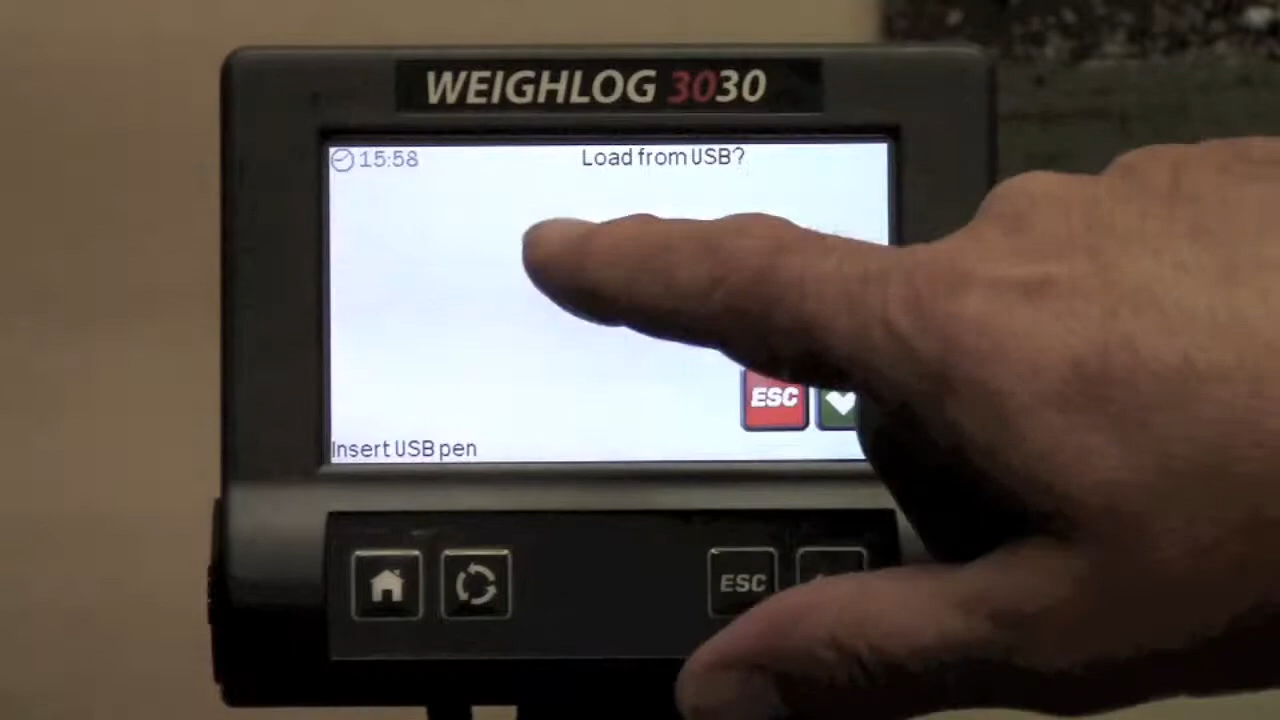 WEIGHLOG 3030
15:58
Load from USB?
ESC
Insert USB pen
ESC